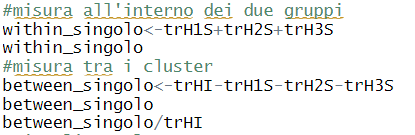 #misura all'interno dei due gruppi
within_singolo<-trH1S+trH2S+trH3S
within_singolo
#misura tra i cluster
between_singolo<-trHI-trH1S-trH2S-trH3S
between_singolo
between_singolo/trHI